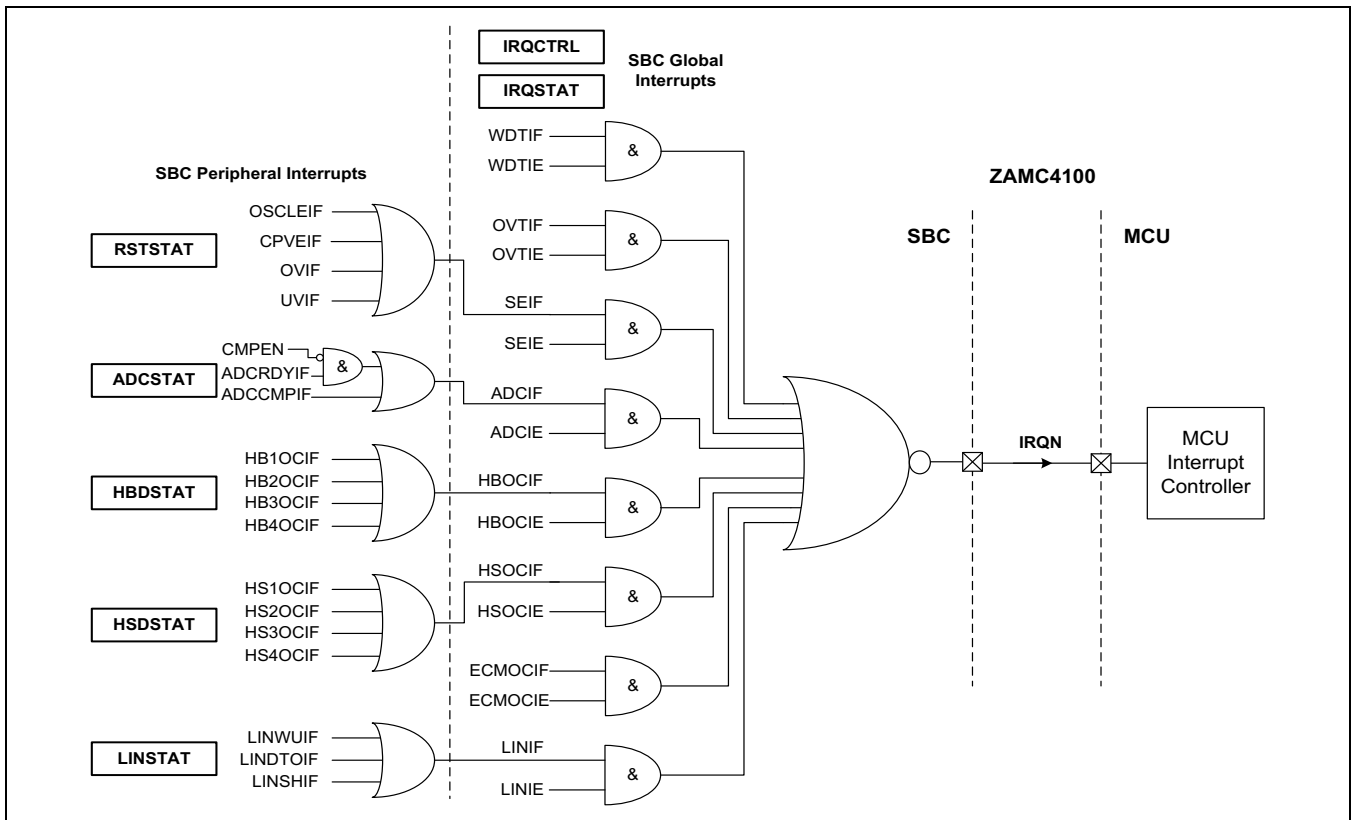 IRQCTRL
IRQSTAT
SBC Global
Interrupts
SBC Peripheral Interrupts
RSTSTAT
OSCLEIF
CPVEIF
OVIF
UVIF
ADCSTAT
CMPEN
ADCRDYIF
ADCCMPIF
&
HBDSTAT
HB1OCIF
HB2OCIF
HB3OCIF
HB4OCIF
HSDSTAT
HS1OCIF
HS2OCIF
HS3OCIF
HS4OCIF
LINSTAT
LINWUIF
LINDTOIF
LINSHIF
WDTIF
WDTIE
&
OVTIF
OVTIE
&
SEIF
SEIE
&
ADCIF
ADCIE
&
HBOCIF
HBOCIE
&
HSOCIF
HSOCIE
&
ECMOCIF
ECMOCIE
&
LINIF
LINIE
&
ZAMC4100
SBC
MCU
IRQN
MCU
Interrupt
Controller